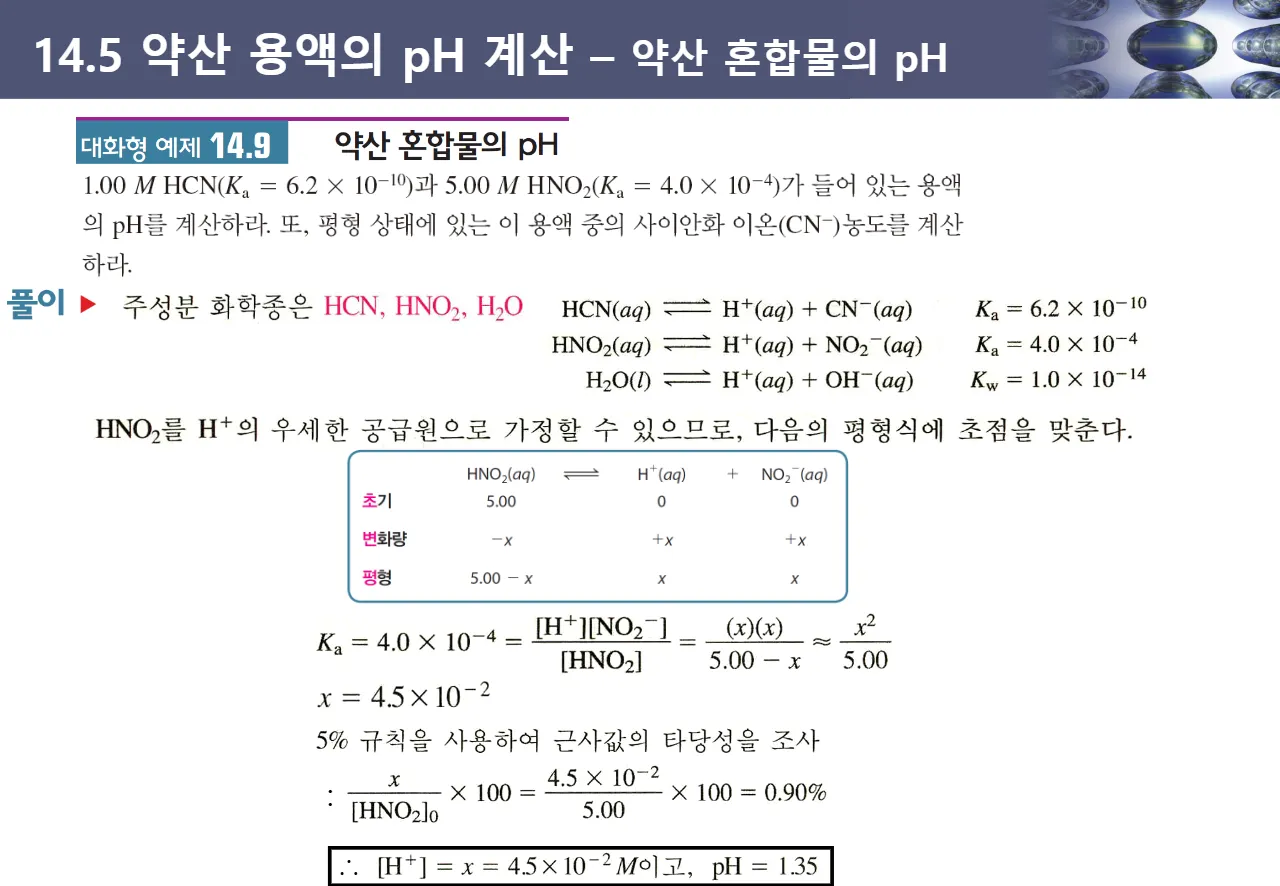 14.5 약산 용액의 pH 계산 – 약산 혼합물의 pH
대화형 예제 14.9 약산 혼합물의 pH
1.00 M HCN(Ka = 6.2 × 10⁻¹⁰)과 5.00 M HNO₂(Ka = 4.0 × 10⁻⁴)가 들어 있는 용액
의 pH를 계산하라. 또, 평형 상태에 있는 이 용액 중의 사이안화 이온(CN⁻)농도를 계산
하라.
풀이 ▶ 주성분 화학종은 HCN, HNO₂, H₂O
HCN(aq) ⇌ H⁺(aq) + CN⁻(aq) Ka = 6.2 × 10⁻¹⁰
HNO₂(aq) ⇌ H⁺(aq) + NO₂⁻(aq) Ka = 4.0 × 10⁻⁴
H₂O(l) ⇌ H⁺(aq) + OH⁻(aq) Kw = 1.0 × 10⁻¹⁴
HNO₂를 H⁺의 우세한 공급원으로 가정할 수 있으므로, 다음의 평형식에 초점을 맞춘다.
HNO₂(aq) ⇌ H⁺(aq) + NO₂⁻(aq)
초기 5.00 0 0
변화량 −x +x +x
평형 5.00 − x x x
Ka = 4.0 × 10⁻⁴ = [H⁺][NO₂⁻] / [HNO₂] = (x)(x) / 5.00 − x ≈ x² / 5.00
x = 4.5×10⁻²
5% 규칙을 사용하여 근사값의 타당성을 조사
: x / [HNO₂]₀ × 100 = 4.5 × 10⁻² / 5.00 × 100 = 0.90%
∴ [H⁺] = x = 4.5×10⁻² M이고, pH = 1.35